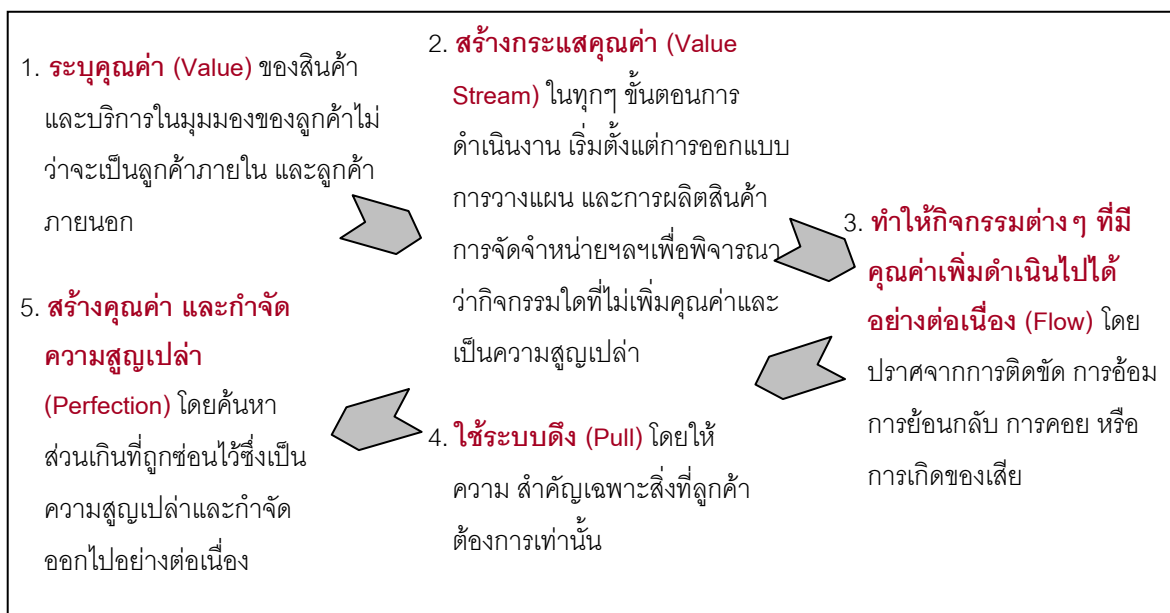 1. ระบุคุณค่า (Value) ของสินค้า
และบริการในมุมมองของลูกค้าไม่
ว่าจะเป็นลูกค้าภายใน และลูกค้า
ภายนอก
2. สร้างกระแสคุณค่า (Value
Stream) ในทุกๆ ขั้นตอนการ
ดำเนินงาน เริ่มตั้งแต่การออกแบบ
การวางแผน และการผลิตสินค้า
การจัดจำหน่ายฯลฯเพื่อพิจารณา
ว่ากิจกรรมใดที่ไม่เพิ่มคุณค่าและ
เป็นความสูญเปล่า
3. ทำให้กิจกรรมต่างๆ ที่มี
คุณค่าเพิ่มดำเนินไปได้
อย่างต่อเนื่อง (Flow) โดย
ปราศจากการติดขัด การอ้อม
การย้อนกลับ การคอย หรือ
การเกิดของเสีย
4. ใช้ระบบดึง (Pull) โดยให้
ความ สำคัญเฉพาะสิ่งที่ลูกค้า
ต้องการเท่านั้น
5. สร้างคุณค่า และกำจัด
ความสูญเปล่า
(Perfection) โดยค้นหา
ส่วนเกินที่ถูกซ่อนไว้ซึ่งเป็น
ความสูญเปล่าและกำจัด
ออกไปอย่างต่อเนื่อง